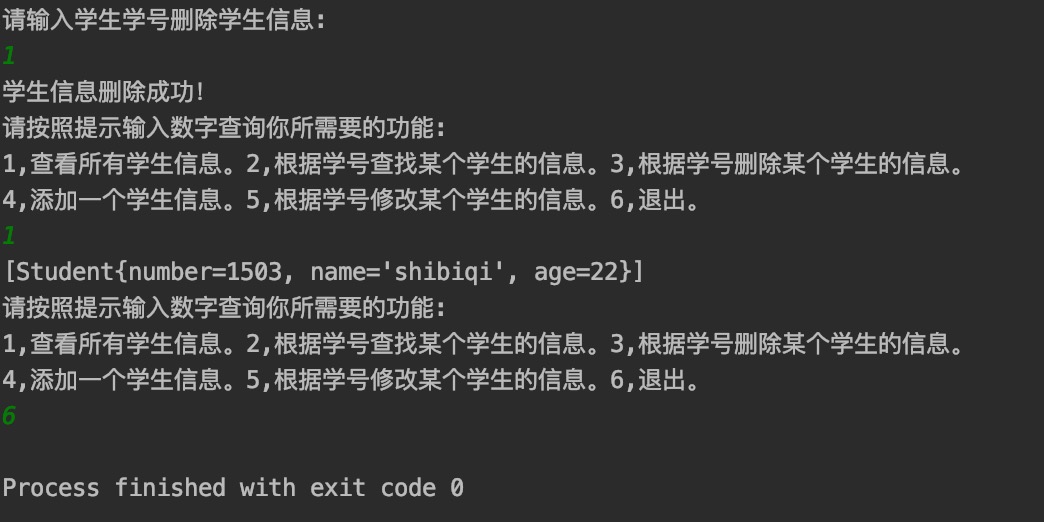 请输入学生学号删除学生信息:
1
学生信息删除成功!
请按照提示输入数字查询你所需要的功能:
1,查看所有学生信息。2,根据学号查找某个学生的信息。3,根据学号删除某个学生的信息。
4,添加一个学生信息。5,根据学号修改某个学生的信息。6,退出。
1
[Student{number=1503, name='shibiqi', age=22}]
请按照提示输入数字查询你所需要的功能:
1,查看所有学生信息。2,根据学号查找某个学生的信息。3,根据学号删除某个学生的信息。
4,添加一个学生信息。5,根据学号修改某个学生的信息。6,退出。
6
Process finished with exit code 0